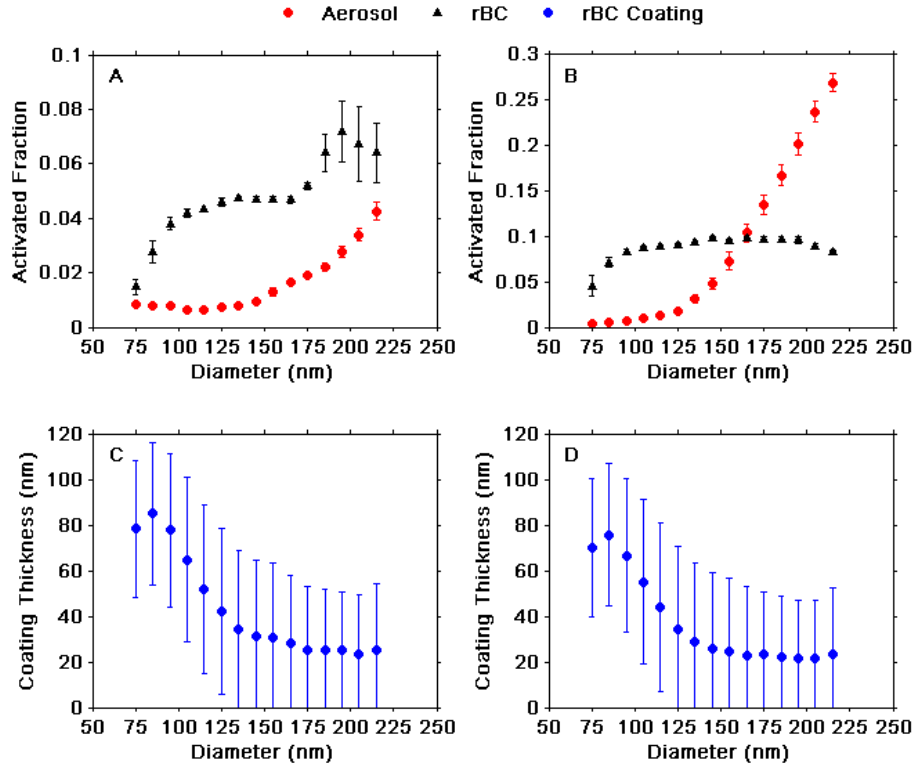 Aerosol rBC rBC Coating
A
Activated Fraction
0.1
0.08
0.06
0.04
0.02
0
50 75 100 125 150 175 200 225 250
Diameter (nm)
B
Activated Fraction
0.3
0.25
0.2
0.15
0.1
0.05
0
50 75 100 125 150 175 200 225 250
Diameter (nm)
C
Coating Thickness (nm)
120
100
80
60
40
20
0
50 75 100 125 150 175 200 225 250
Diameter (nm)
D
Coating Thickness (nm)
120
100
80
60
40
20
0
50 75 100 125 150 175 200 225 250
Diameter (nm)